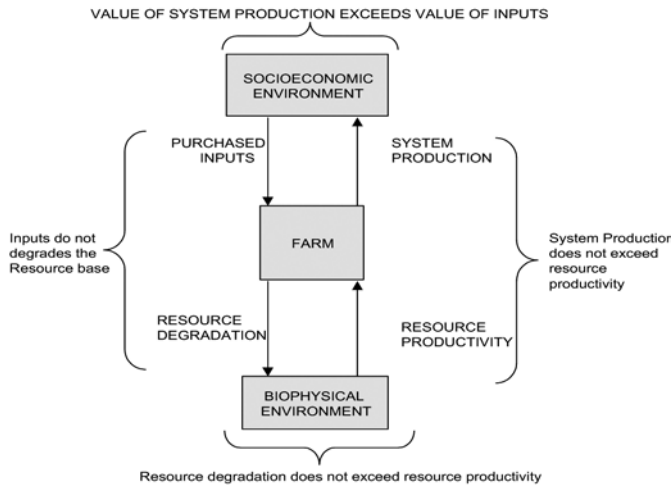 VALUE OF SYSTEM PRODUCTION EXCEEDS VALUE OF INPUTS
SOCIOECONOMIC
ENVIRONMENT
PURCHASED
INPUTS
SYSTEM
PRODUCTION
Inputs do not
degrades the
Resource base
FARM
System Production
does not exceed
resource
productivity
RESOURCE
DEGRADATION
RESOURCE
PRODUCTIVITY
BIOPHYSICAL
ENVIRONMENT
Resource degradation does not exceed resource productivity